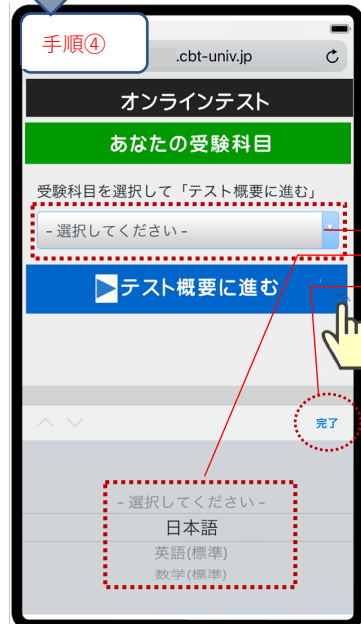 手順④
.cbt-univ.jp
オンラインテスト
あなたの受験科目
受験科目を選択して「テスト概要に進む」
- 選択してください -
テスト概要に進む
完了
- 選択してください -
日本語
英語(標準)
数学(標準)